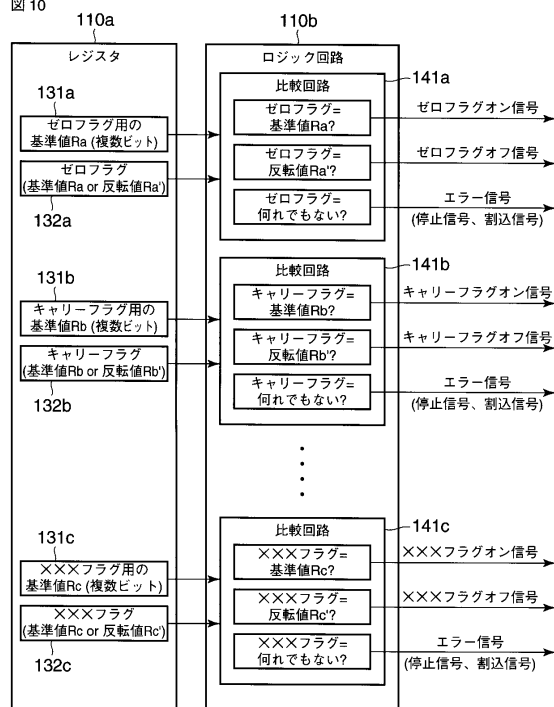 図10
110a
110b
レジスタ
ロジック回路
131a
ゼロフラグ用の
基準値Ra (複数ビット)
ゼロフラグ
(基準値Ra or 反転値Ra')
132a
141a
比較回路
ゼロフラグ=
基準値Ra?
ゼロフラグ=
反転値Ra'?
ゼロフラグ=
何れでもない?
ゼロフラグオン信号
ゼロフラグオフ信号
エラー信号
(停止信号、割込信号)
131b
キャリーフラグ用の
基準値Rb (複数ビット)
キャリーフラグ
(基準値Rb or 反転値Rb')
132b
141b
比較回路
キャリーフラグ=
基準値Rb?
キャリーフラグ=
反転値Rb'?
キャリーフラグ=
何れでもない?
キャリーフラグオン信号
キャリーフラグオフ信号
エラー信号
(停止信号、割込信号)
131c
×××フラグ用の
基準値Rc (複数ビット)
×××フラグ
(基準値Rc or 反転値Rc')
132c
141c
比較回路
×××フラグ=
基準値Rc?
×××フラグ=
反転値Rc'?
×××フラグ=
何れでもない?
×××フラグオン信号
×××フラグオフ信号
エラー信号
(停止信号、割込信号)